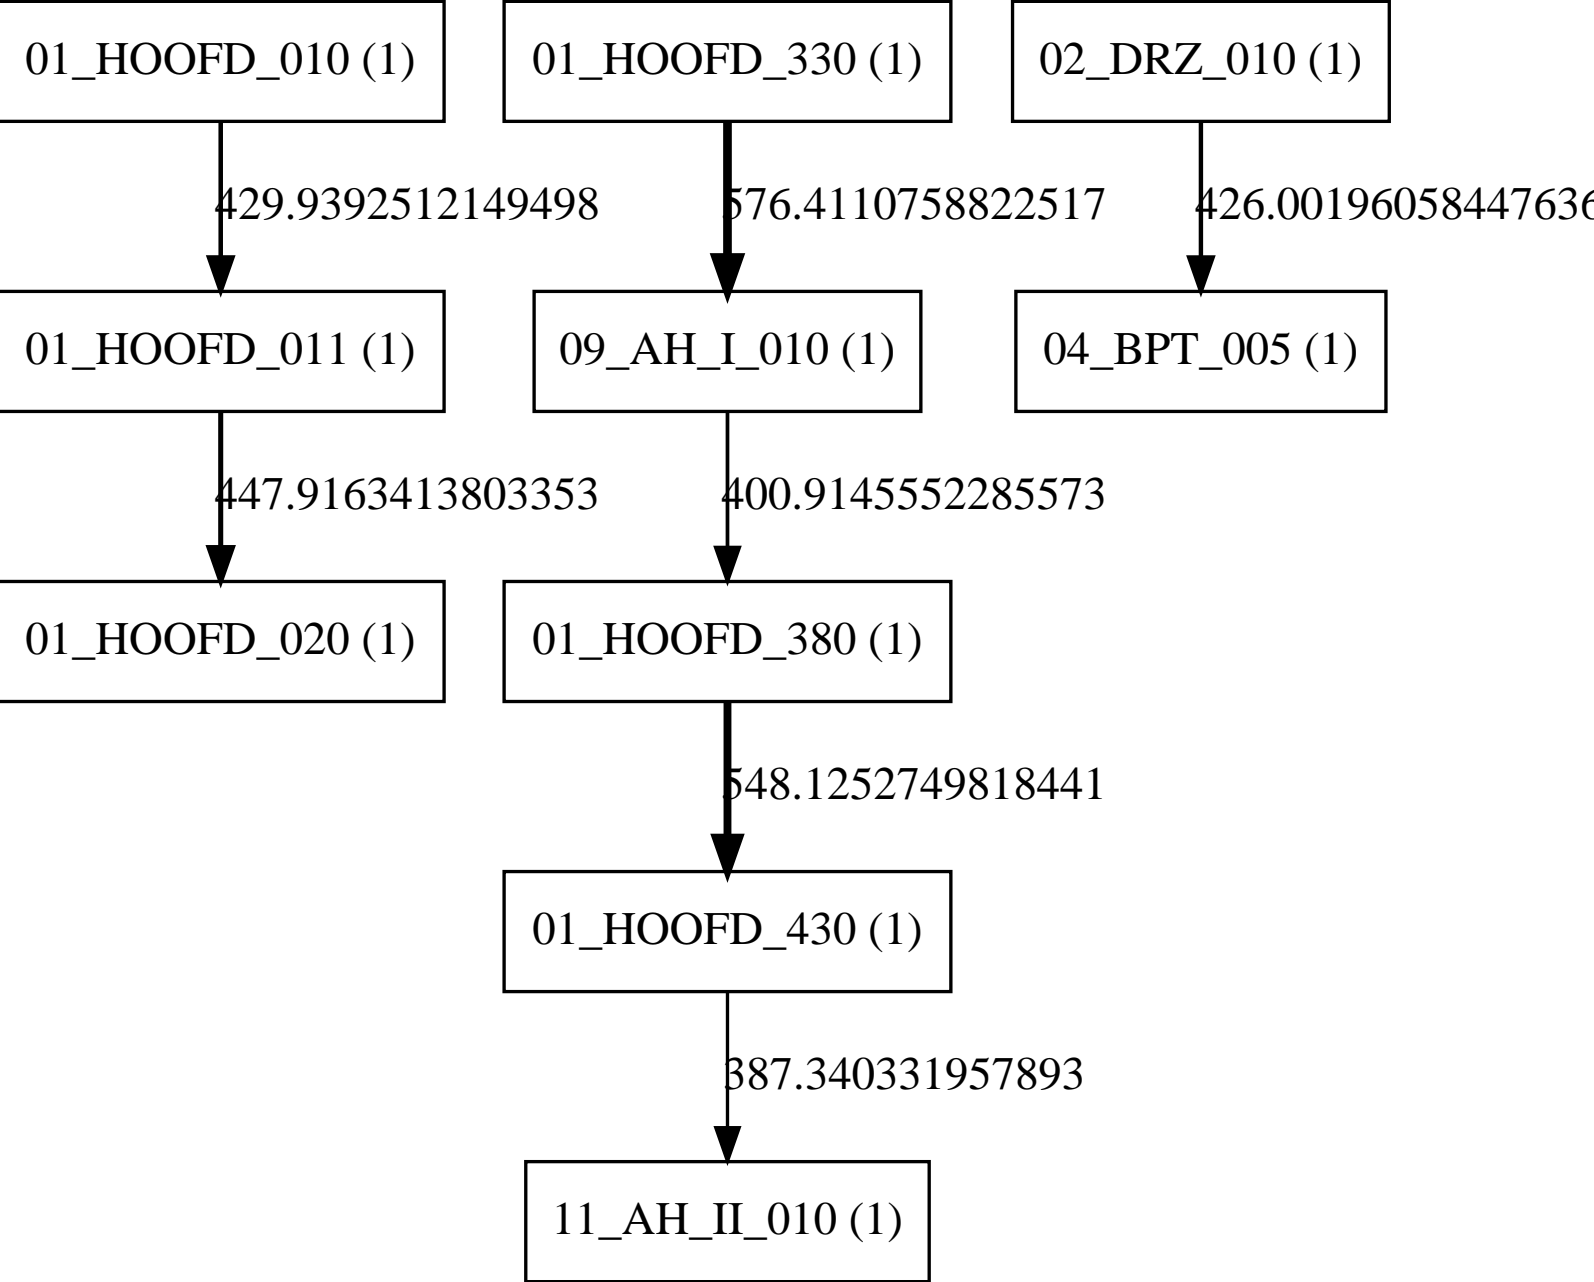 01_HOOFD_010 (1)
01_HOOFD_330 (1)
02_DRZ_010 (1)
429.9392512149498
576.4110758822517
426.00196058447636
01_HOOFD_011 (1)
09_AH_I_010 (1)
04_BPT_005 (1)
447.9163413803353
400.9145552285573
01_HOOFD_020 (1)
01_HOOFD_380 (1)
548.1252749818441
01_HOOFD_430 (1)
387.340331957893
11_AH_II_010 (1)